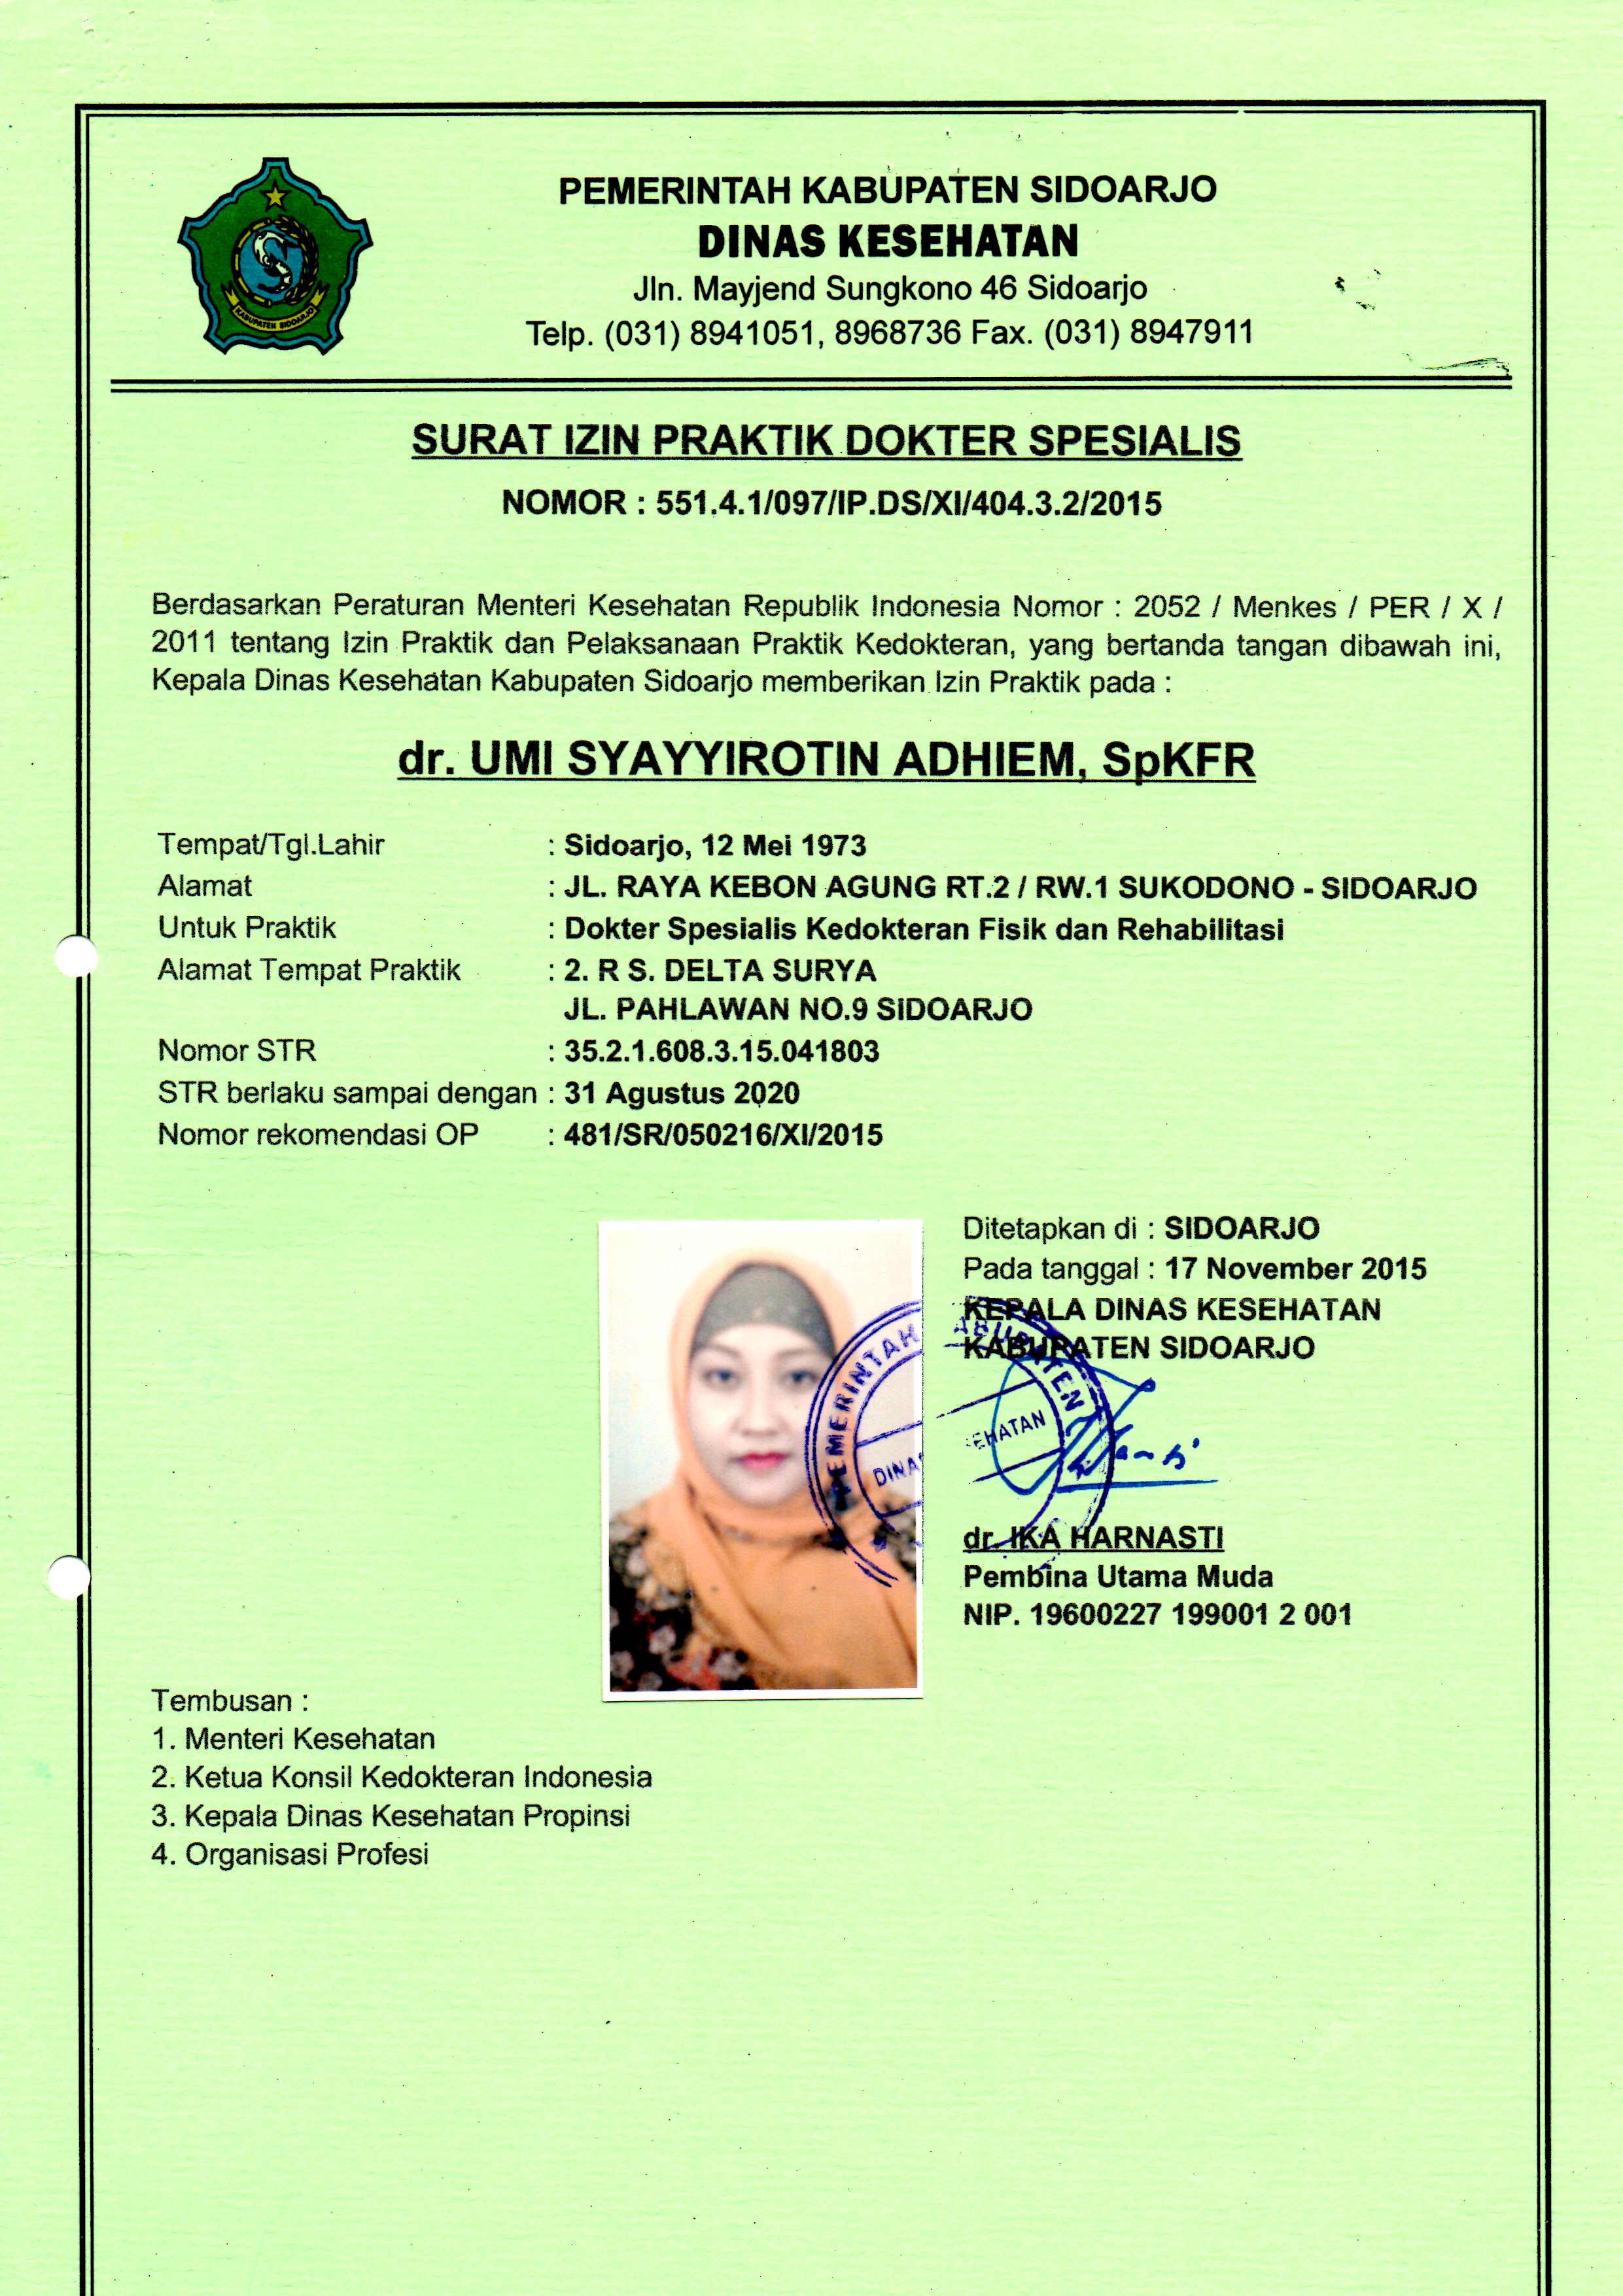 PEMERINTAH KABUPATEN SIDOARJO
DINAS KESEHATAN
Jln. Mayjend Sungkono 46 Sidoarjo
Telp. (031) 8941051, 8968736 Fax. (031) 8947911
KABUPATEN SIDOARJO
SURAT IZIN PRAKTIK DOKTER SPESIALIS
NOMOR : 551.4.1/097/IP.DS/XI/404.3.2/2015
Berdasarkan Peraturan Menteri Kesehatan Republik Indonesia Nomor : 2052 / Menkes / PER / X /
2011 tentang Izin Praktik dan Pelaksanaan Praktik Kedokteran, yang bertanda tangan dibawah ini,
Kepala Dinas Kesehatan Kabupaten Sidoarjo memberikan Izin Praktik pada :
dr. UMI SYAYYIROTIN ADHIEM, SpKFR
Tempat/Tgl.Lahir : Sidoarjo, 12 Mei 1973
Alamat : JL. RAYA KEBON AGUNG RT.2 / RW.1 SUKODONO - SIDOARJO
Untuk Praktik : Dokter Spesialis Kedokteran Fisik dan Rehabilitasi
Alamat Tempat Praktik : 2. R S. DELTA SURYA
JL. PAHLAWAN NO.9 SIDOARJO
Nomor STR : 35.2.1.608.3.15.041803
STR berlaku sampai dengan : 31 Agustus 2020
Nomor rekomendasi OP : 481/SR/050216/XI/2015
Ditetapkan di : SIDOARJO
Pada tanggal : 17 November 2015
KEPALA DINAS KESEHATAN
KABUPATEN SIDOARJO
PEMERINTAH KABUPATEN
DINAS EHATAN
dr. IKA HARNASTI
Pembina Utama Muda
NIP. 19600227 199001 2 001
Tembusan :
1. Menteri Kesehatan
2. Ketua Konsil Kedokteran Indonesia
3. Kepala Dinas Kesehatan Propinsi
4. Organisasi Profesi